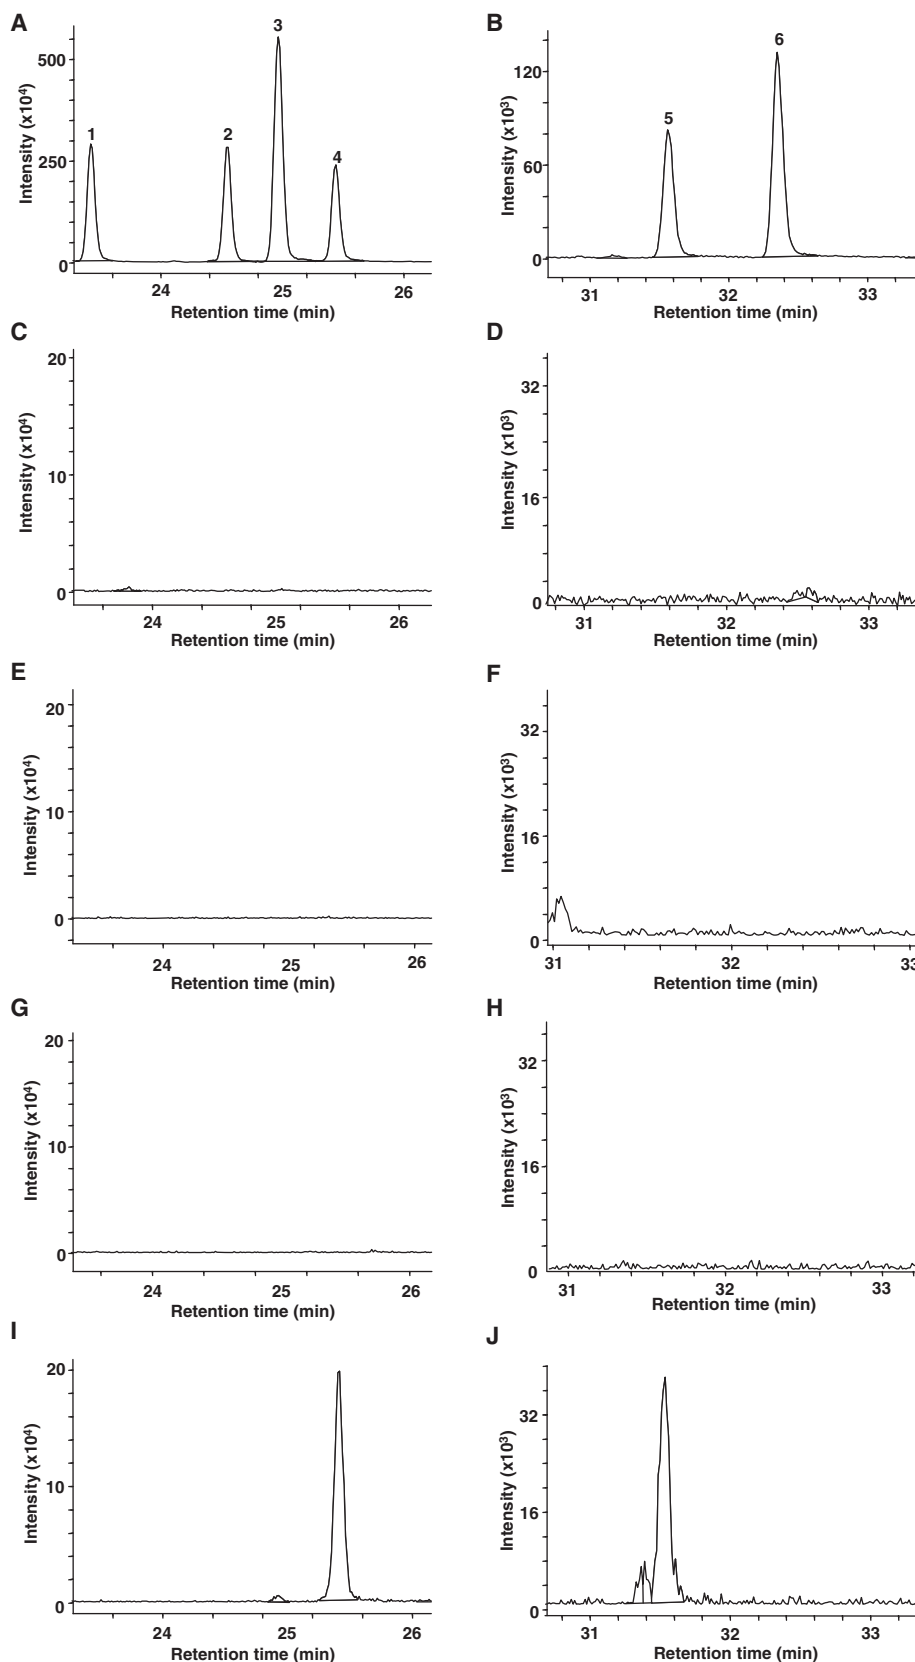 A
Intensity (x10⁴)
500
250
0
1
2
3
4
24
25
26
Retention time (min)
B
Intensity (x10³)
120
60
0
5
6
31
32
33
Retention time (min)
C
Intensity (x10⁴)
20
10
0
24
25
26
Retention time (min)
D
Intensity (x10³)
32
16
0
31
32
33
Retention time (min)
E
Intensity (x10⁴)
20
10
0
24
25
26
Retention time (min)
F
Intensity (x10³)
32
16
0
31
32
33
Retention time (min)
G
Intensity (x10⁴)
20
10
0
24
25
26
Retention time (min)
H
Intensity (x10³)
32
16
0
31
32
33
Retention time (min)
I
Intensity (x10⁴)
20
10
0
24
25
26
Retention time (min)
J
Intensity (x10³)
32
16
0
31
32
33
Retention time (min)